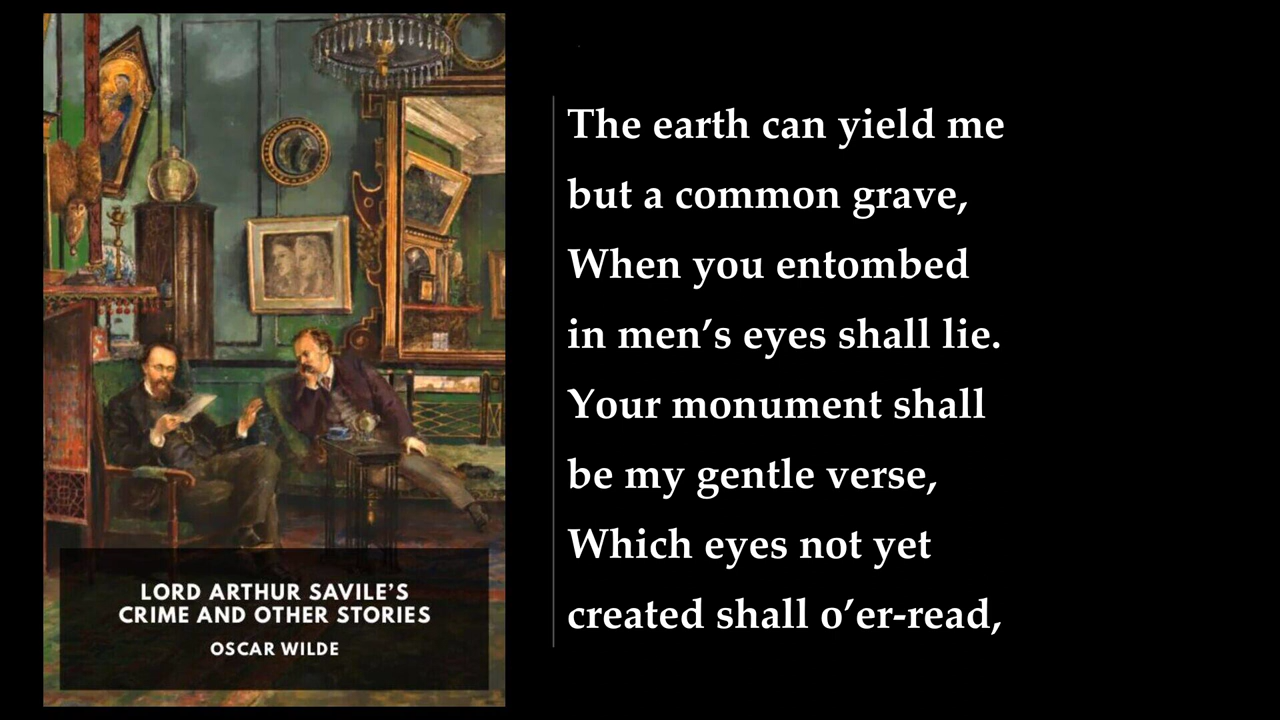 LORD ARTHUR SAVILE’S
CRIME AND OTHER STORIES
OSCAR WILDE
The earth can yield me
but a common grave,
When you entombed
in men’s eyes shall lie.
Your monument shall
be my gentle verse,
Which eyes not yet
created shall o’er-read,